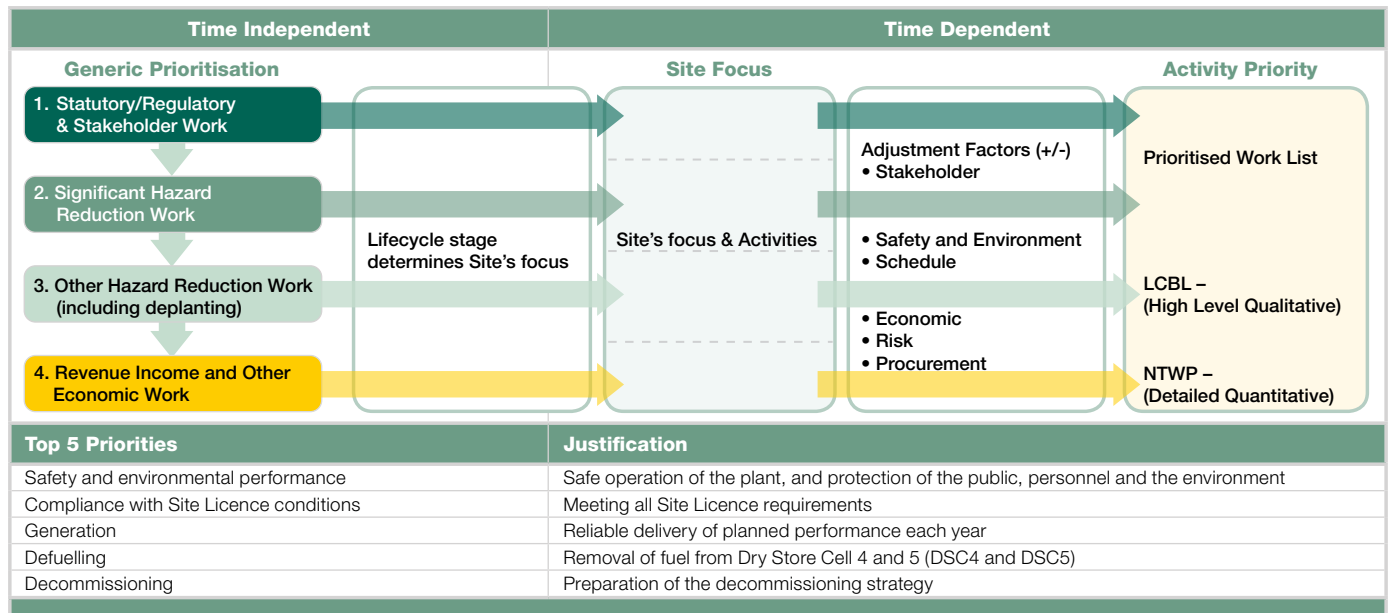 Time Independent
Time Dependent
Generic Prioritisation
Site Focus
Activity Priority
1. Statutory/Regulatory
& Stakeholder Work
2. Significant Hazard
Reduction Work
3. Other Hazard Reduction Work
(including deplanting)
4. Revenue Income and Other
Economic Work
Lifecycle stage
determines Site's focus
Site's focus & Activities
Adjustment Factors (+/-)
• Stakeholder
• Safety and Environment
• Schedule
• Economic
• Risk
• Procurement
Prioritised Work List
LCBL –
(High Level Qualitative)
NTWP –
(Detailed Quantitative)
Top 5 Priorities
Justification
Safety and environmental performance
Safe operation of the plant, and protection of the public, personnel and the environment
Compliance with Site Licence conditions
Meeting all Site Licence requirements
Generation
Reliable delivery of planned performance each year
Defuelling
Removal of fuel from Dry Store Cell 4 and 5 (DSC4 and DSC5)
Decommissioning
Preparation of the decommissioning strategy